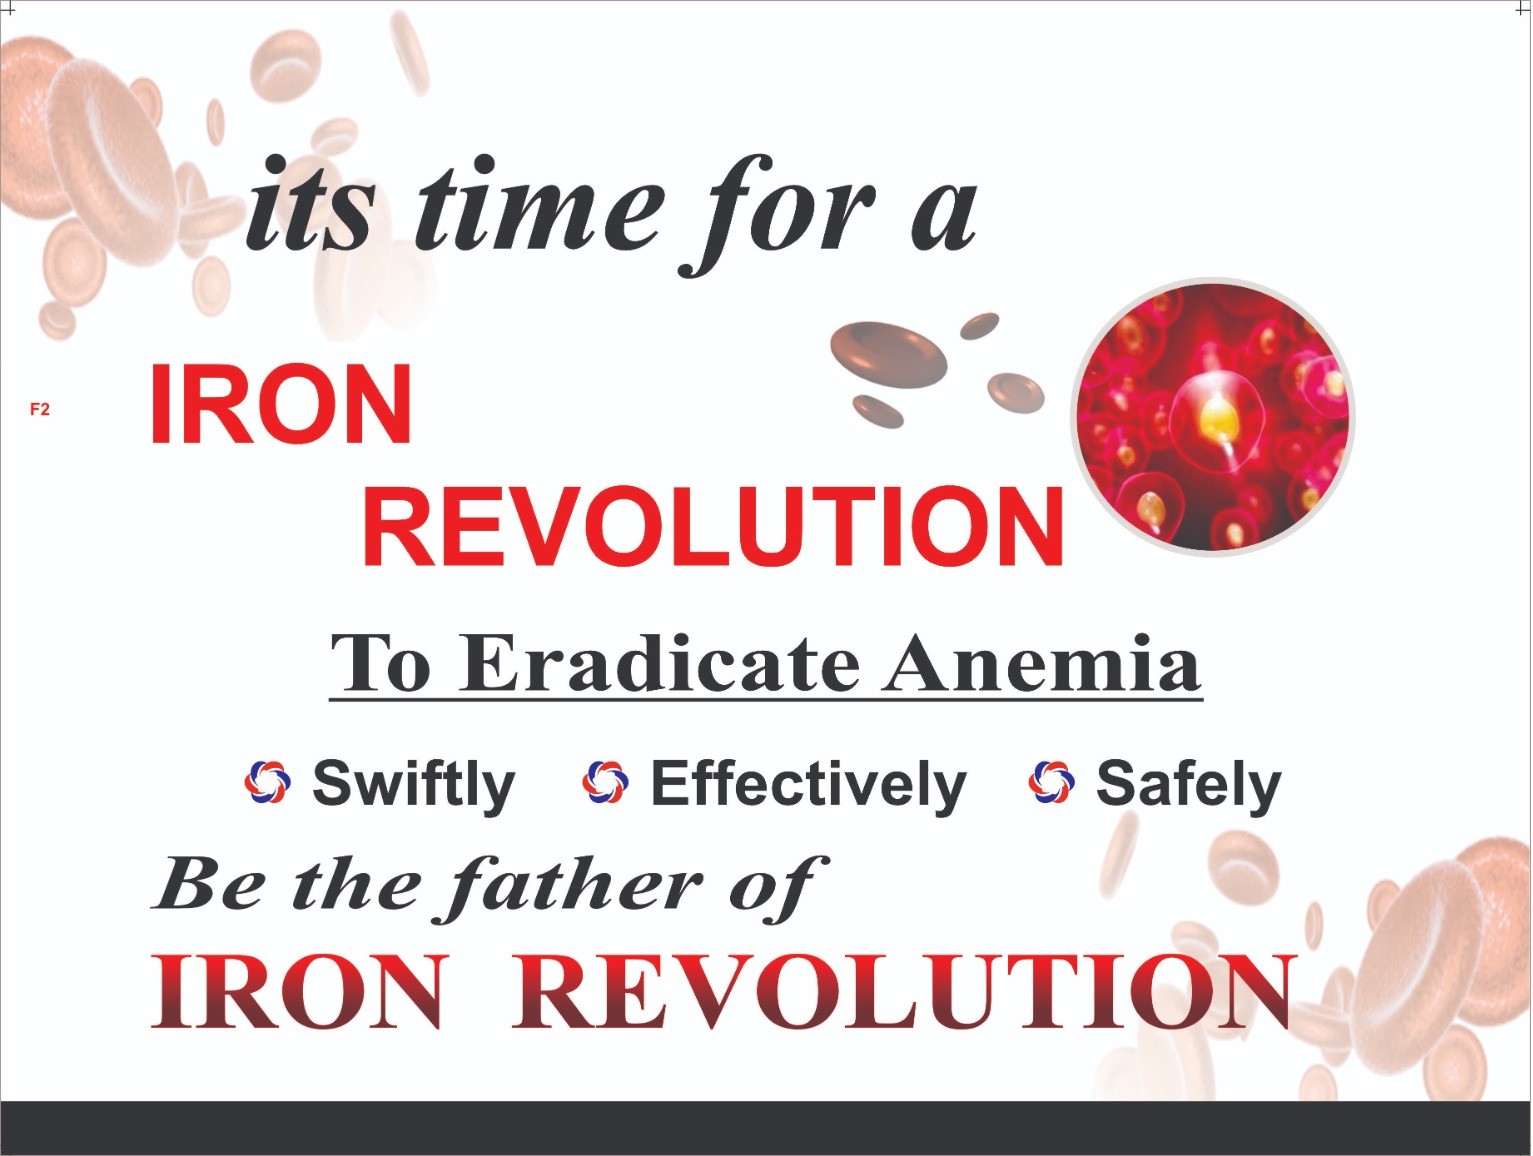 its time for a
IRON
F2
REVOLUTION
To Eradicate Anemia
Swiftly Effectively Safely
Be the father of
IRON REVOLUTION